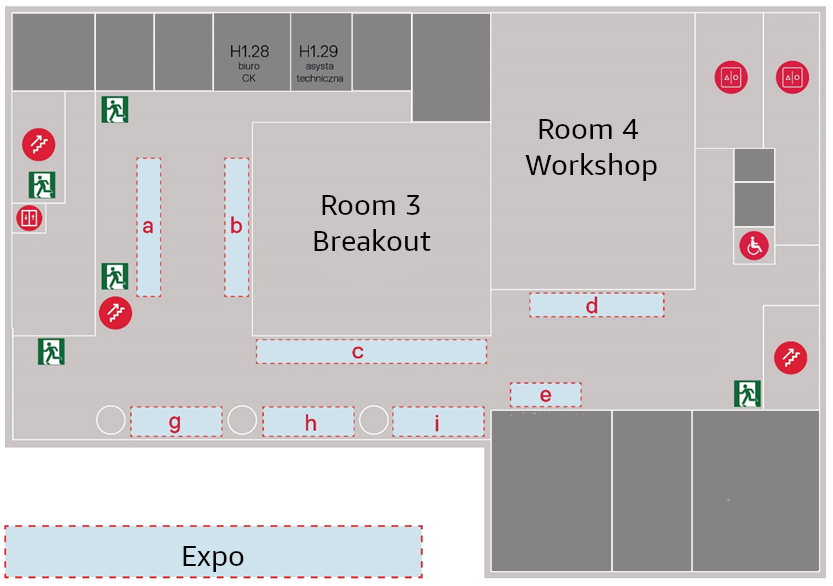 H1.28
biuro
CK
H1.29
asysta
techniczna
Room 4
Workshop
Room 3
Breakout
a
b
c
d
e
g
h
i
Expo